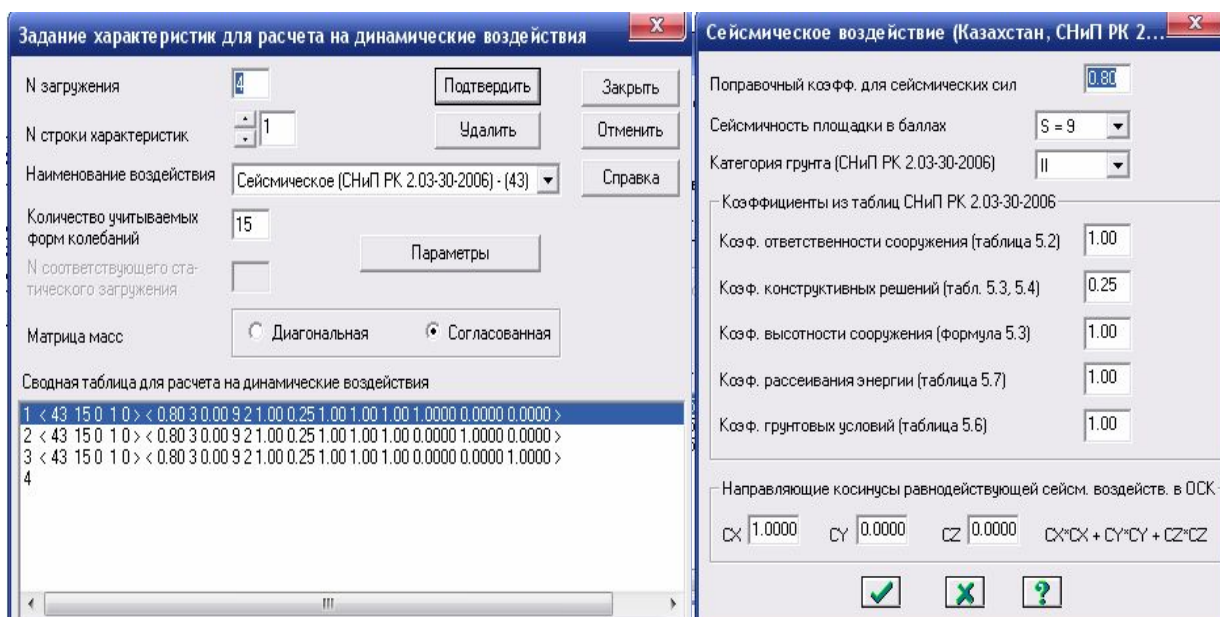 Задание характеристик для расчета на динамические воздействия
N загружения 4 Подтвердить Закрыть
N строки характеристик 1 Удалить Отменить
Наименование воздействия Сейсмическое (СНиП РК 2.03-30-2006) - (43) Справка
Количество учитываемых
форм колебаний 15
Параметры
N соответствующего ста-
тического загружения
Матрица масс Диагональная Согласованная
Сводная таблица для расчета на динамические воздействия
1 < 43 15 0 1 0 > < 0.80 3 0.00 9 2 1.00 0.25 1.00 1.00 1.00 1.0000 0.0000 0.0000 >
2 < 43 15 0 1 0 > < 0.80 3 0.00 9 2 1.00 0.25 1.00 1.00 1.00 0.0000 1.0000 0.0000 >
3 < 43 15 0 1 0 > < 0.80 3 0.00 9 2 1.00 0.25 1.00 1.00 1.00 0.0000 0.0000 1.0000 >
4
Сейсмическое воздействие (Казахстан, СНиП РК 2...
Поправочный коэфф. для сейсмических сил 0.80
Сейсмичность площадки в баллах S = 9
Категория грунта (СНиП РК 2.03-30-2006) II
Коэффициенты из таблиц СНиП РК 2.03-30-2006
Коэф. ответственности сооружения (таблица 5.2) 1.00
Коэф. конструктивных решений (табл. 5.3, 5.4) 0.25
Коэф. высотности сооружения (формула 5.3) 1.00
Коэф. рассеивания энергии (таблица 5.7) 1.00
Коэф. грунтовых условий (таблица 5.6) 1.00
Направляющие косинусы равнодействующей сейсм. воздейств. в ОСК
CX 1.0000 CY 0.0000 CZ 0.0000 CX*CX + CY*CY + CZ*CZ